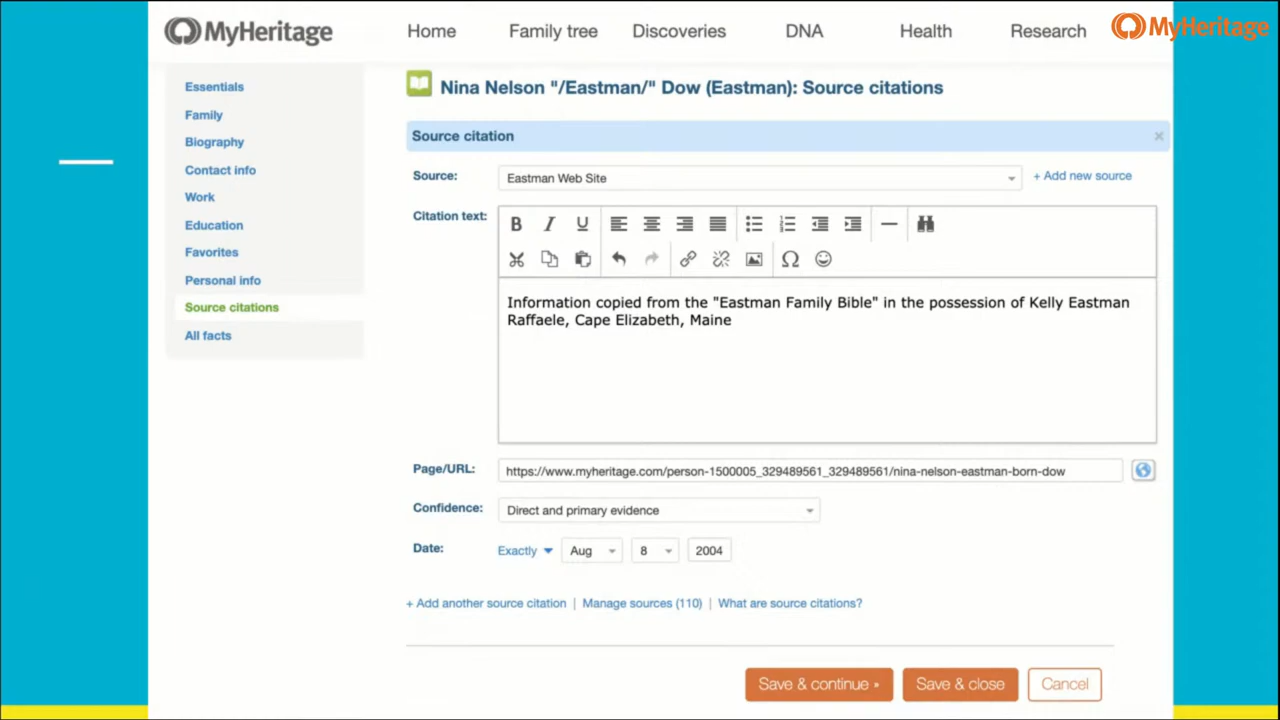 MyHeritage
Home Family tree Discoveries DNA Health Research
MyHeritage
Essentials
Family
Biography
Contact info
Work
Education
Favorites
Personal info
Source citations
All facts
Nina Nelson "/Eastman/" Dow (Eastman): Source citations
Source citation
Source: Eastman Web Site + Add new source
Citation text:
Information copied from the "Eastman Family Bible" in the possession of Kelly Eastman
Raffaele, Cape Elizabeth, Maine
Page/URL: https://www.myheritage.com/person-1500005_329489561_329489561/nina-nelson-eastman-born-dow
Confidence: Direct and primary evidence
Date: Exactly Aug 8 2004
+ Add another source citation | Manage sources (110) | What are source citations?
Save & continue » Save & close Cancel